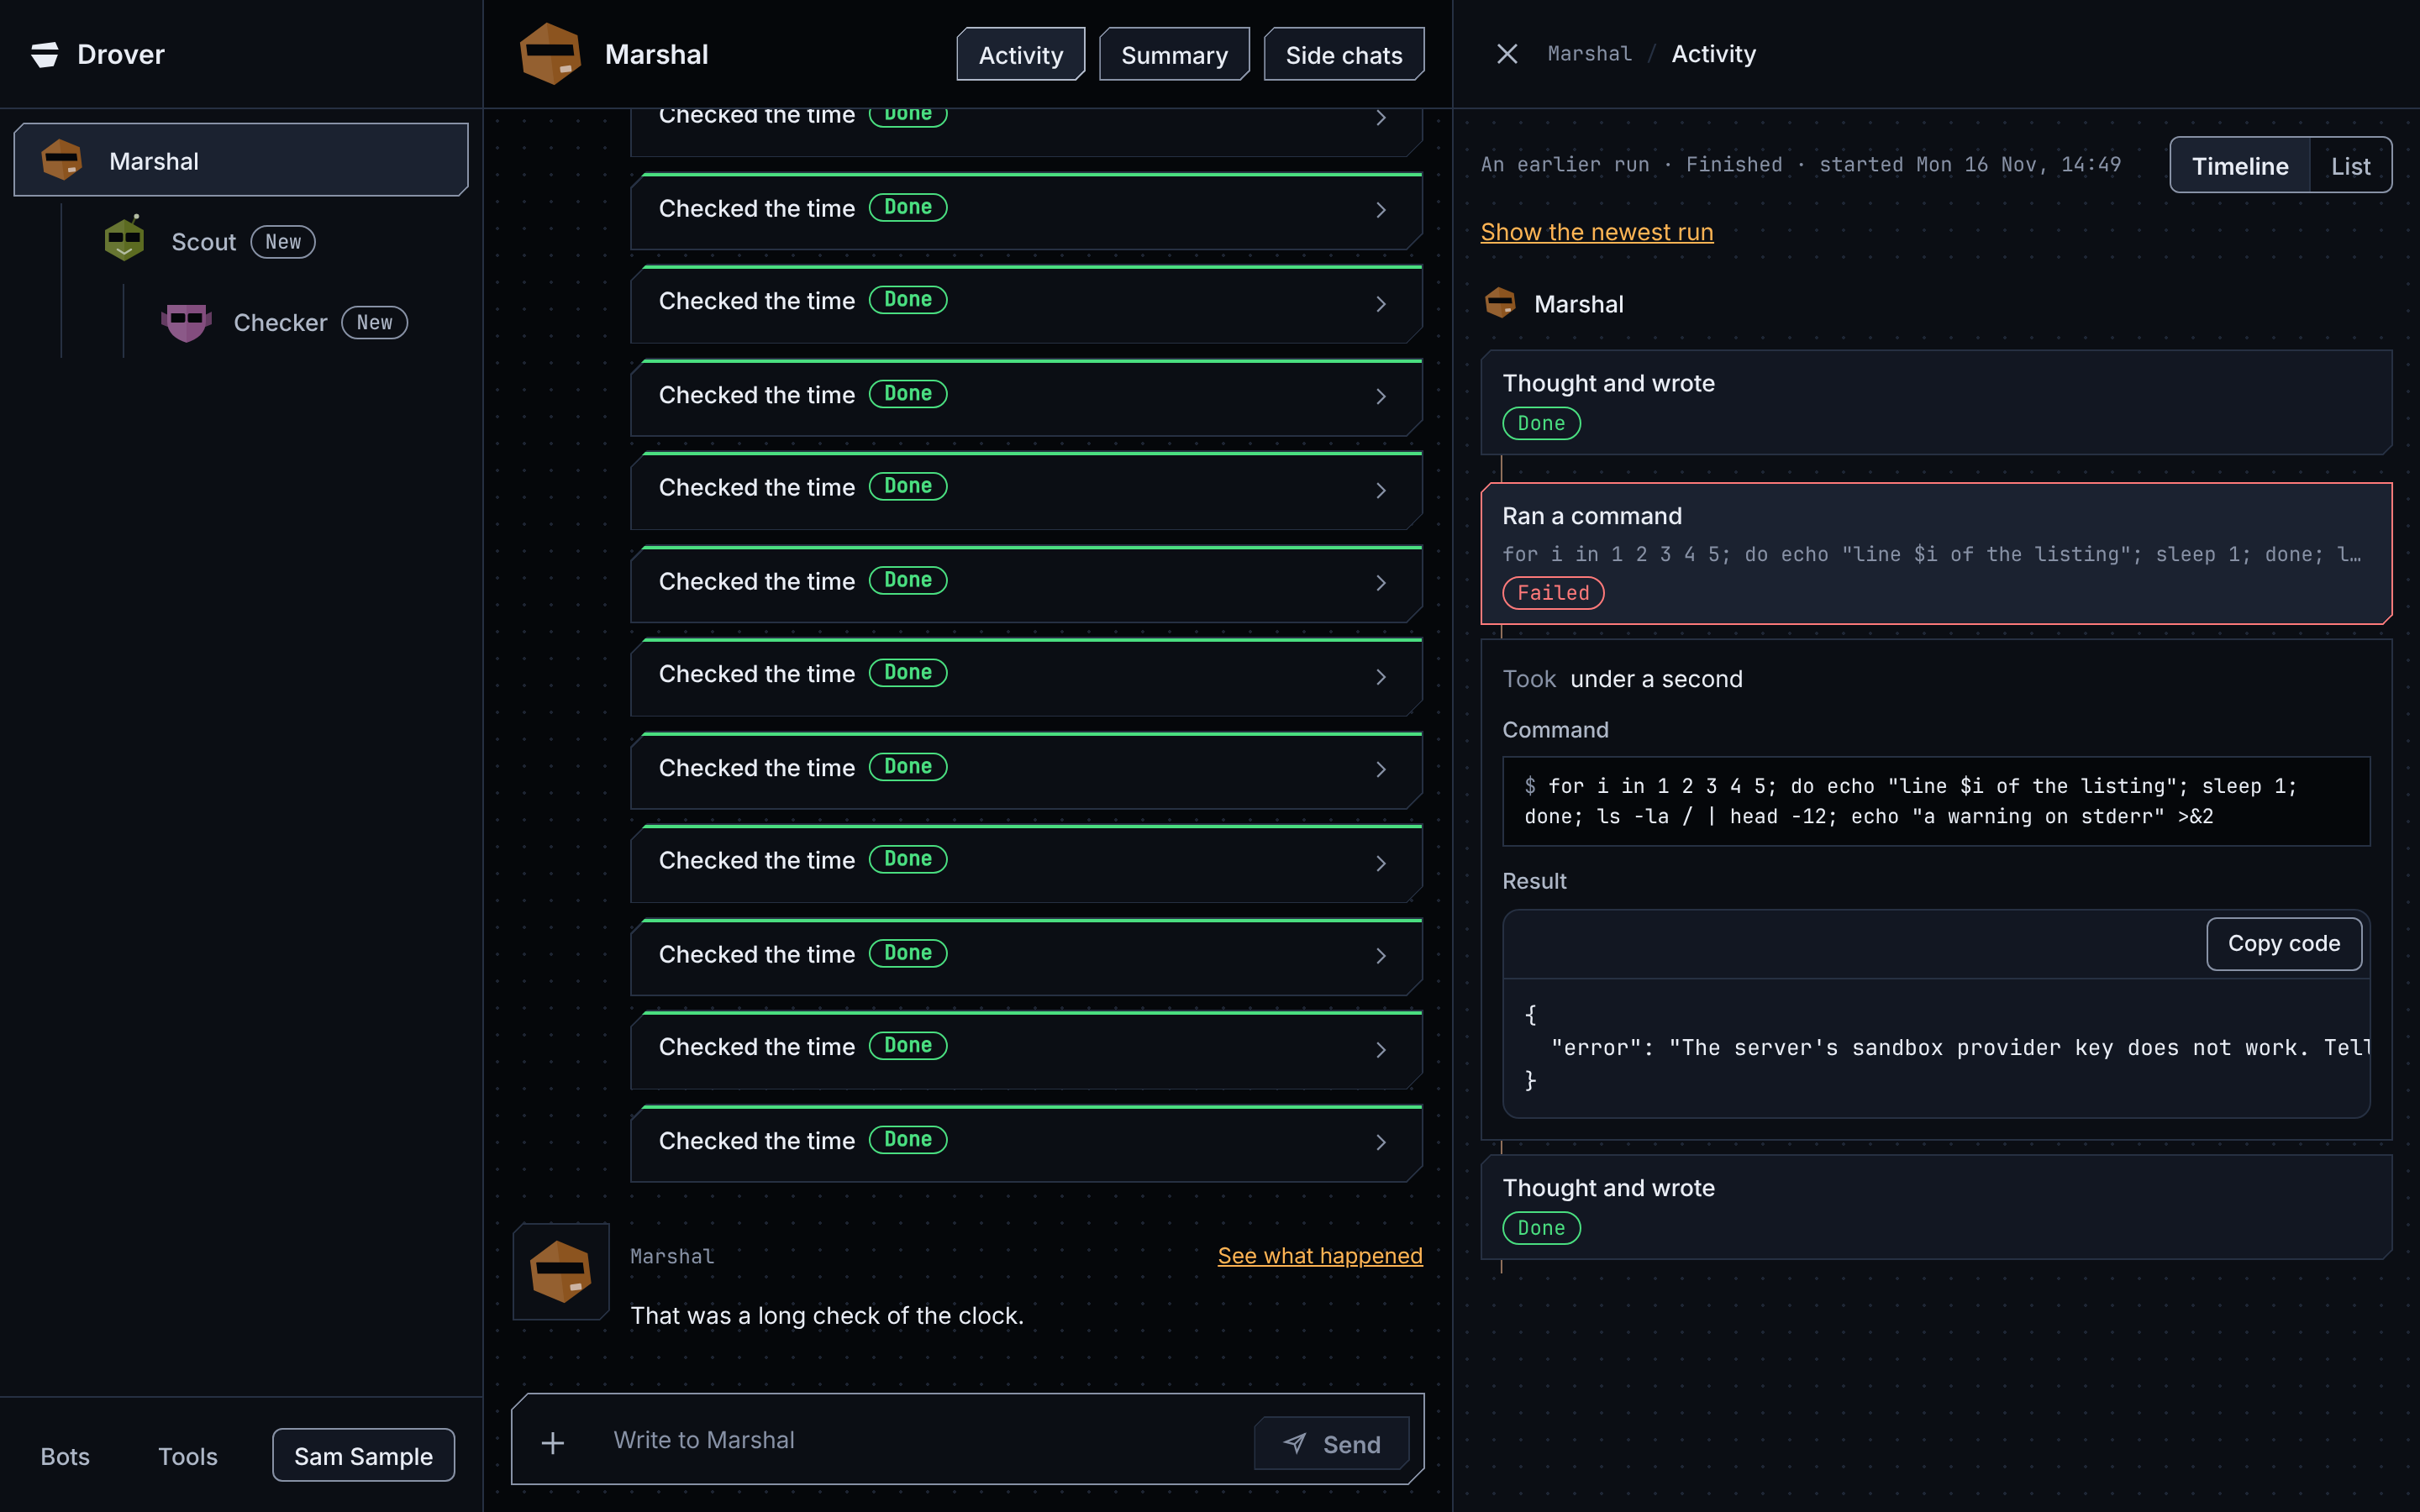 Drover
Marshal
Scout New
Checker New
Bots
Tools
Sam Sample
Marshal
Activity
Summary
Side chats
Checked the time Done
Checked the time Done
Checked the time Done
Checked the time Done
Checked the time Done
Checked the time Done
Checked the time Done
Checked the time Done
Checked the time Done
Checked the time Done
Checked the time Done
Checked the time Done
Marshal
See what happened
That was a long check of the clock.
Write to Marshal
Send
Marshal / Activity
An earlier run · Finished · started Mon 16 Nov, 14:49
Timeline
List
Show the newest run
Marshal
Thought and wrote
Done
Ran a command
for i in 1 2 3 4 5; do echo "line $i of the listing"; sleep 1; done; l…
Failed
Took under a second
Command
$ for i in 1 2 3 4 5; do echo "line $i of the listing"; sleep 1;
done; ls -la / | head -12; echo "a warning on stderr" >&2
Result
Copy code
{
"error": "The server's sandbox provider key does not work. Tell
}
Thought and wrote
Done